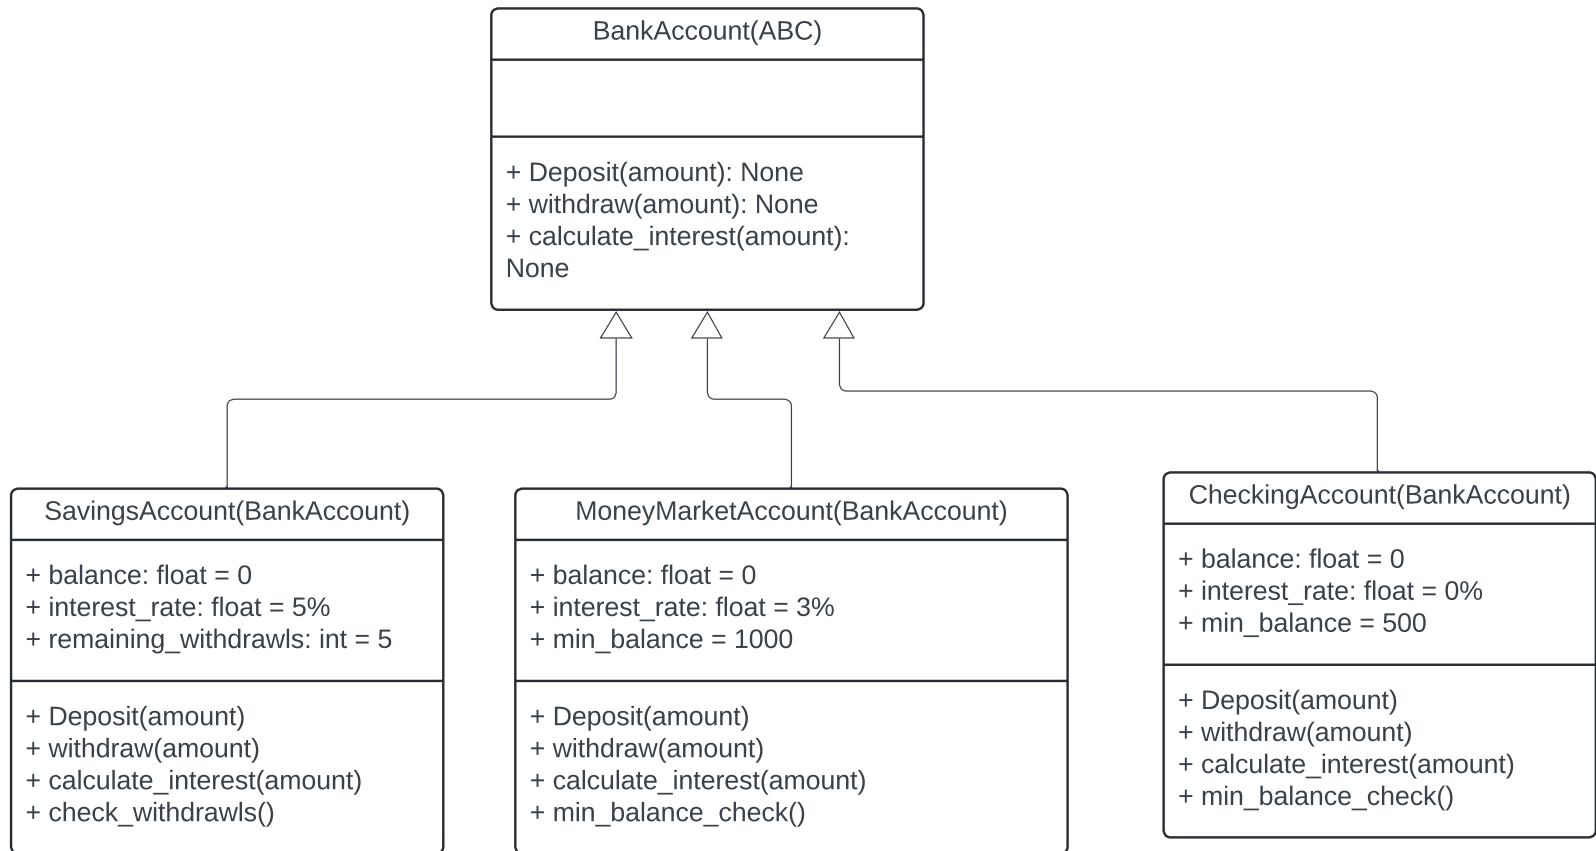 BankAccount(ABC)
+ Deposit(amount): None
+ withdraw(amount): None
+ calculate_interest(amount):
None
SavingsAccount(BankAccount)
+ balance: float = 0
+ interest_rate: float = 5%
+ remaining_withdrawls: int = 5
+ Deposit(amount)
+ withdraw(amount)
+ calculate_interest(amount)
+ check_withdrawls()
MoneyMarketAccount(BankAccount)
+ balance: float = 0
+ interest_rate: float = 3%
+ min_balance = 1000
+ Deposit(amount)
+ withdraw(amount)
+ calculate_interest(amount)
+ min_balance_check()
CheckingAccount(BankAccount)
+ balance: float = 0
+ interest_rate: float = 0%
+ min_balance = 500
+ Deposit(amount)
+ withdraw(amount)
+ calculate_interest(amount)
+ min_balance_check()